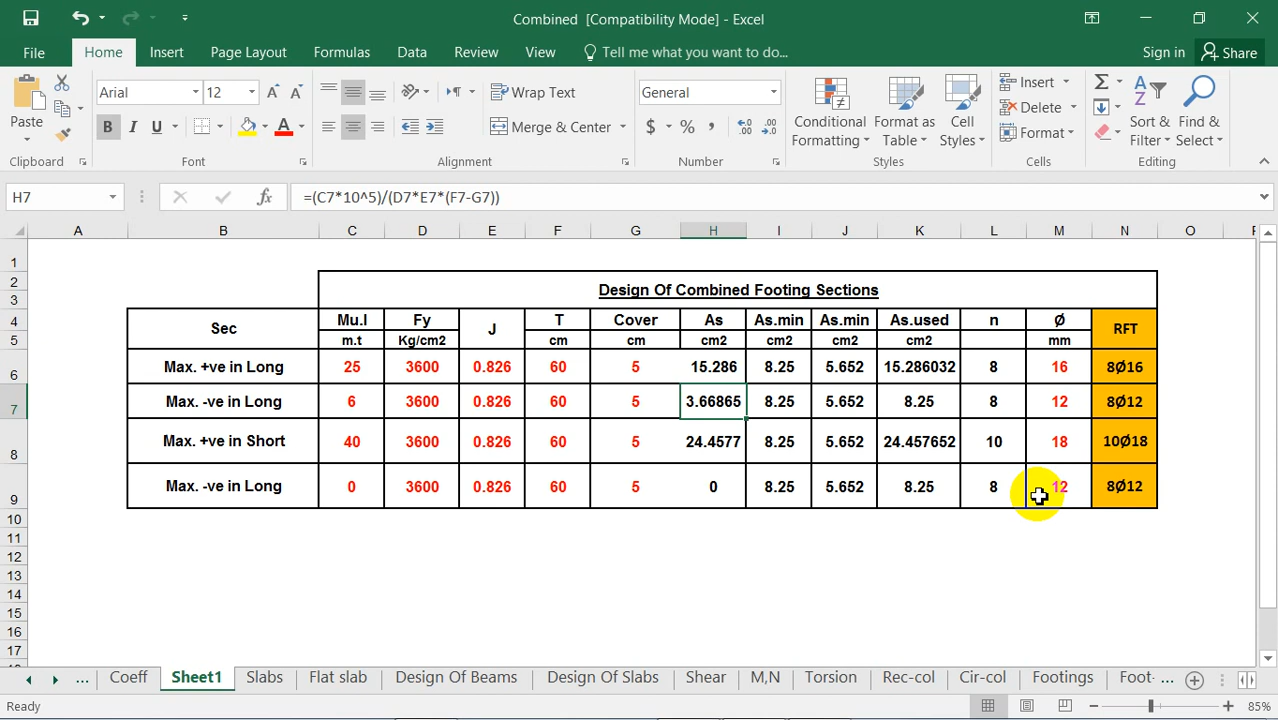 Combined [Compatibility Mode] - Excel
File Home Insert Page Layout Formulas Data Review View Tell me what you want to do... Sign in Share
Paste Arial 12 Wrap Text General Conditional Formatting Format as Table Cell Styles Insert Sort & Filter Find & Select
B I U Merge & Center $ % , Delete
Format
Clipboard Font Alignment Number Styles Cells Editing
H7 fx =(C7*10^5)/(D7*E7*(F7-G7))
A B C D E F G H I J K L M N O
1
2 Design Of Combined Footing Sections
3
4 Sec Mu.l Fy J T Cover As As.min As.min As.used n Ø RFT
5 m.t Kg/cm2 cm cm cm2 cm2 cm2 cm2 mm
6 Max. +ve in Long 25 3600 0.826 60 5 15.286 8.25 5.652 15.286032 8 16 8Ø16
7 Max. -ve in Long 6 3600 0.826 60 5 3.66865 8.25 5.652 8.25 8 12 8Ø12
8 Max. +ve in Short 40 3600 0.826 60 5 24.4577 8.25 5.652 24.457652 10 18 10Ø18
9 Max. -ve in Long 0 3600 0.826 60 5 0 8.25 5.652 8.25 8 12 8Ø12
10
11
12
13
14
15
16
17
... Coeff Sheet1 Slabs Flat slab Design Of Beams Design Of Slabs Shear M,N Torsion Rec-col Cir-col Footings Foot- ...
Ready 85%